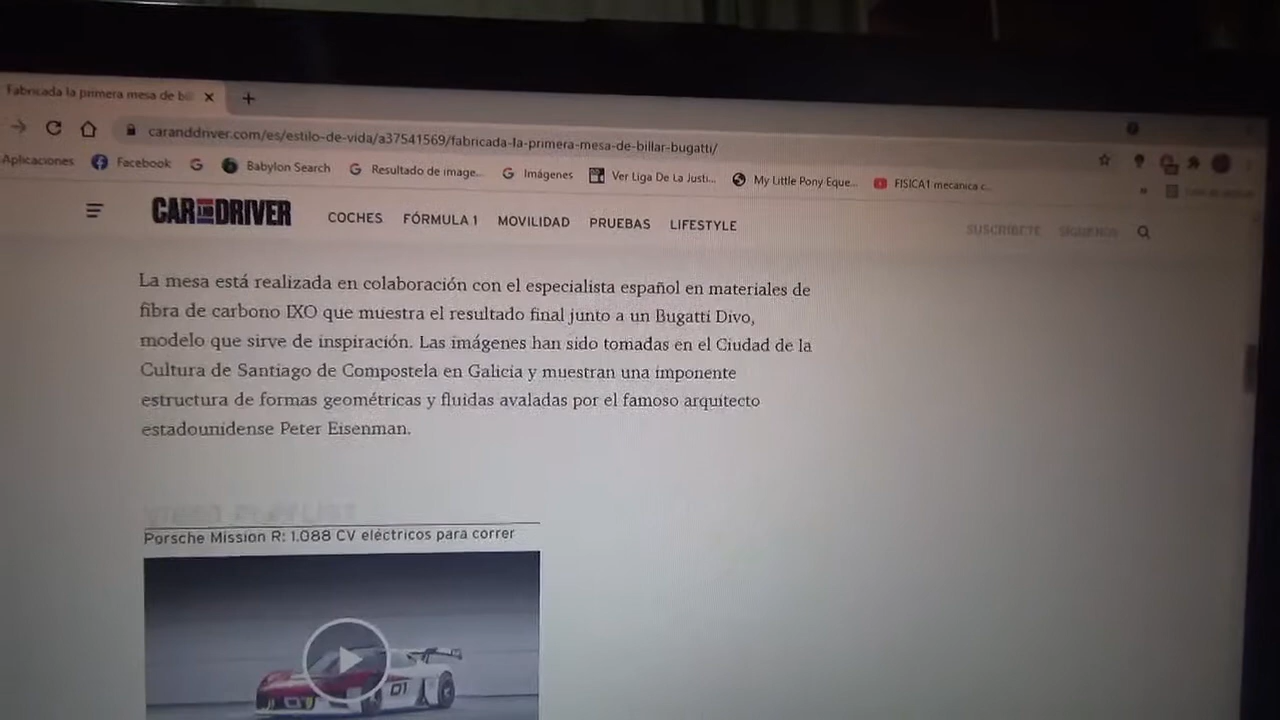 Fabricada la primera mesa de bil
caranddriver.com/es/estilo-de-vida/a37541569/fabricada-la-primera-mesa-de-billar-bugatti/
Aplicaciones Facebook Babylon Search Resultado de image... Imágenes Ver Liga De La Justi... My Little Pony Eque... FISICA1 mecanica c...
CAR AND DRIVER COCHES FÓRMULA 1 MOVILIDAD PRUEBAS LIFESTYLE SUSCRÍBETE SÍGUENOS
La mesa está realizada en colaboración con el especialista español en materiales de
fibra de carbono IXO que muestra el resultado final junto a un Bugatti Divo,
modelo que sirve de inspiración. Las imágenes han sido tomadas en el Ciudad de la
Cultura de Santiago de Compostela en Galicia y muestran una imponente
estructura de formas geométricas y fluidas avaladas por el famoso arquitecto
estadounidense Peter Eisenman.
Porsche Mission R: 1.088 CV eléctricos para correr
01